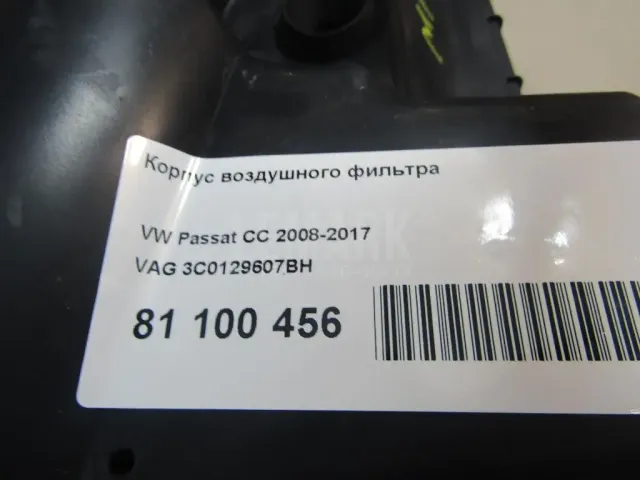 Корпус воздушного фильтра
VW Passat CC 2008-2017
VAG 3C0129607BH
81 100 456